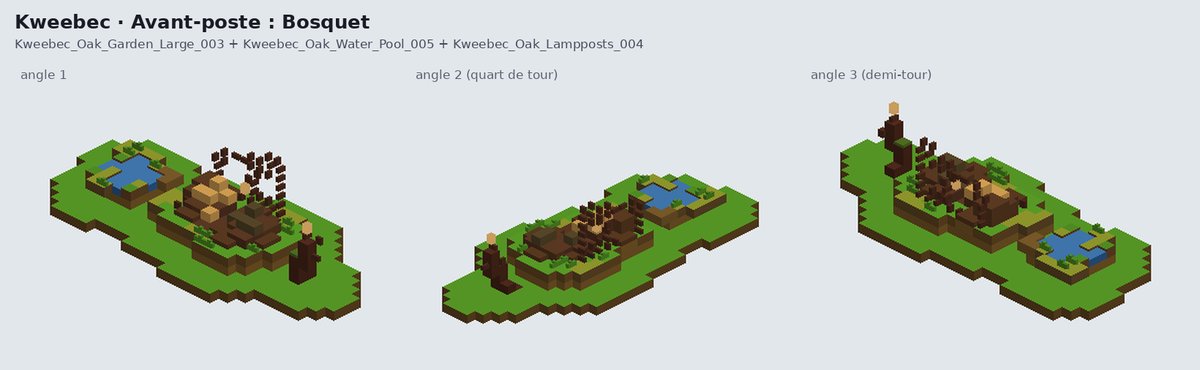 Kweebec · Avant-poste : Bosquet
Kweebec_Oak_Garden_Large_003 + Kweebec_Oak_Water_Pool_005 + Kweebec_Oak_Lampposts_004
angle 1
angle 2 (quart de tour)
angle 3 (demi-tour)